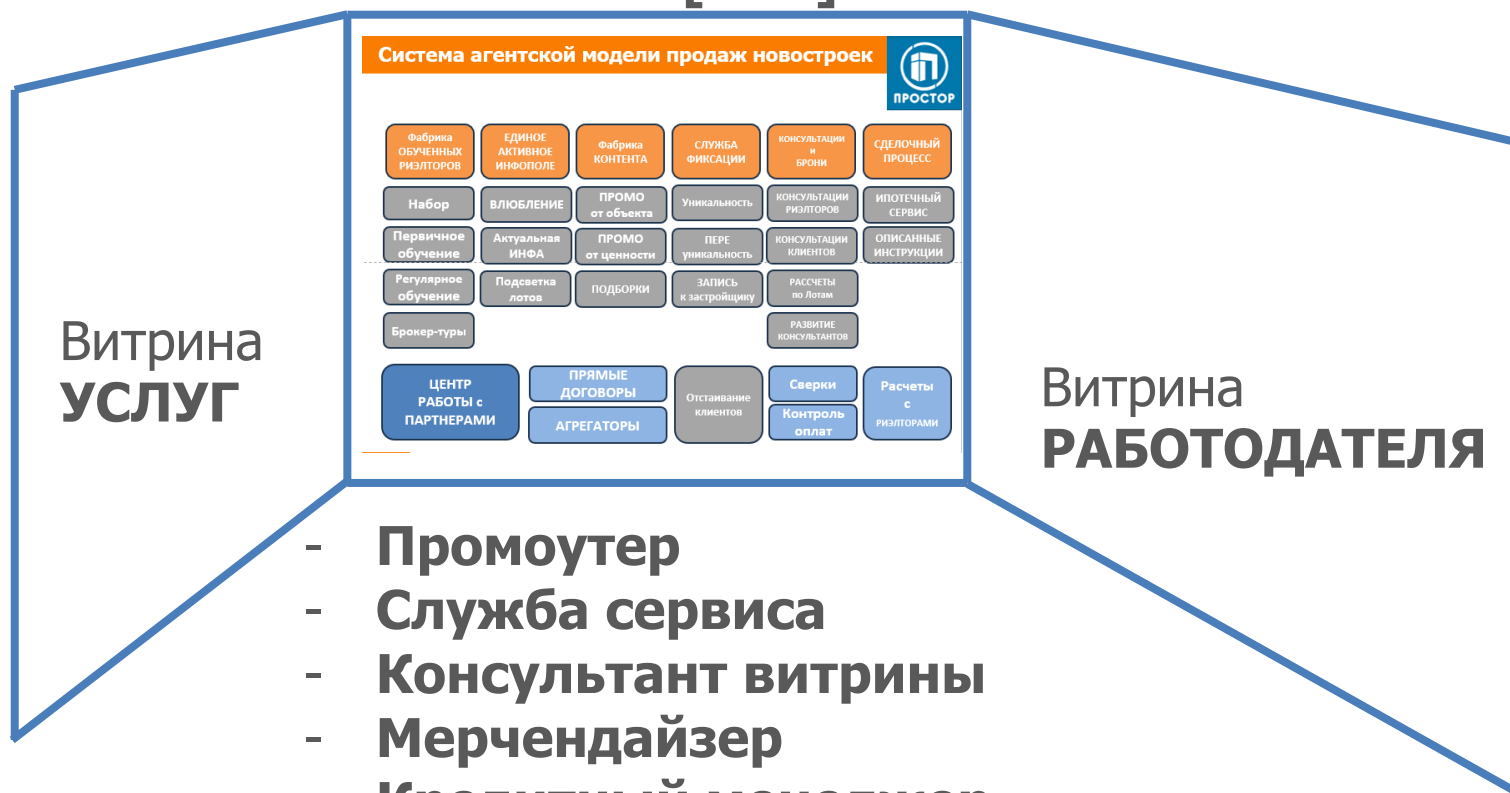 Система агентской модели продаж новостроек
ПРОСТОР
Фабрика
ОБУЧЕННЫХ
РИЭЛТОРОВ
ЕДИНОЕ
АКТИВНОЕ
ИНФОПОЛЕ
Фабрика
КОНТЕНТА
СЛУЖБА
ФИКСАЦИИ
КОНСУЛЬТАЦИИ
и
БРОНИ
СДЕЛОЧНЫЙ
ПРОЦЕСС
Набор
ВЛЮБЛЕНИЕ
ПРОМО
от объекта
Уникальность
КОНСУЛЬТАЦИИ
РИЭЛТОРОВ
ИПОТЕЧНЫЙ
СЕРВИС
Первичное
обучение
Актуальная
ИНФА
ПРОМО
от ценности
ПЕРЕ
уникальность
КОНСУЛЬТАЦИИ
КЛИЕНТОВ
ОПИСАННЫЕ
ИНСТРУКЦИИ
Регулярное
обучение
Подсветка
лотов
ПОДБОРКИ
ЗАПИСЬ
к застройщику
РАССЧЕТЫ
по Лотам
Брокер-туры
РАЗВИТИЕ
КОНСУЛЬТАНТОВ
ЦЕНТР
РАБОТЫ с
ПАРТНЕРАМИ
ПРЯМЫЕ
ДОГОВОРЫ
АГРЕГАТОРЫ
Отстаивание
клиентов
Сверки
Контроль
оплат
Расчеты
с
РИЭЛТОРАМИ
Витрина
УСЛУГ
Витрина
РАБОТОДАТЕЛЯ
- Промоутер
- Служба сервиса
- Консультант витрины
- Мерчендайзер